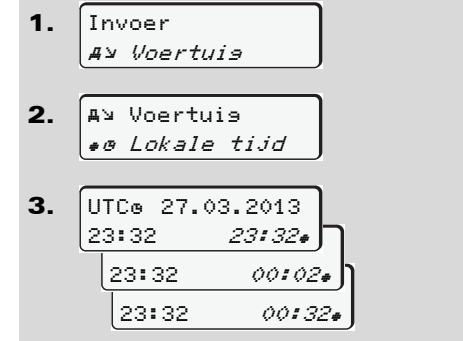 1. Invoer
Voertuig
2. Voertuig
Lokale tijd
3. UTC 27.03.2013
23:32 23:32
23:32 00:02
23:32 00:32